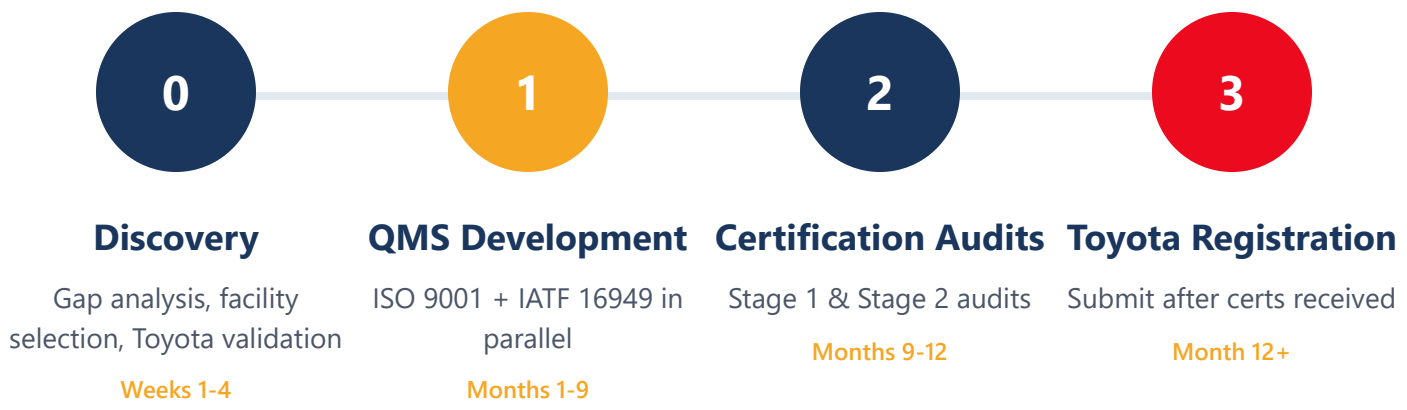 0
1
2
3
Discovery
Gap analysis, facility
selection, Toyota validation
Weeks 1-4
QMS Development
ISO 9001 + IATF 16949 in
parallel
Months 1-9
Certification Audits
Stage 1 & Stage 2 audits
Months 9-12
Toyota Registration
Submit after certs received
Month 12+